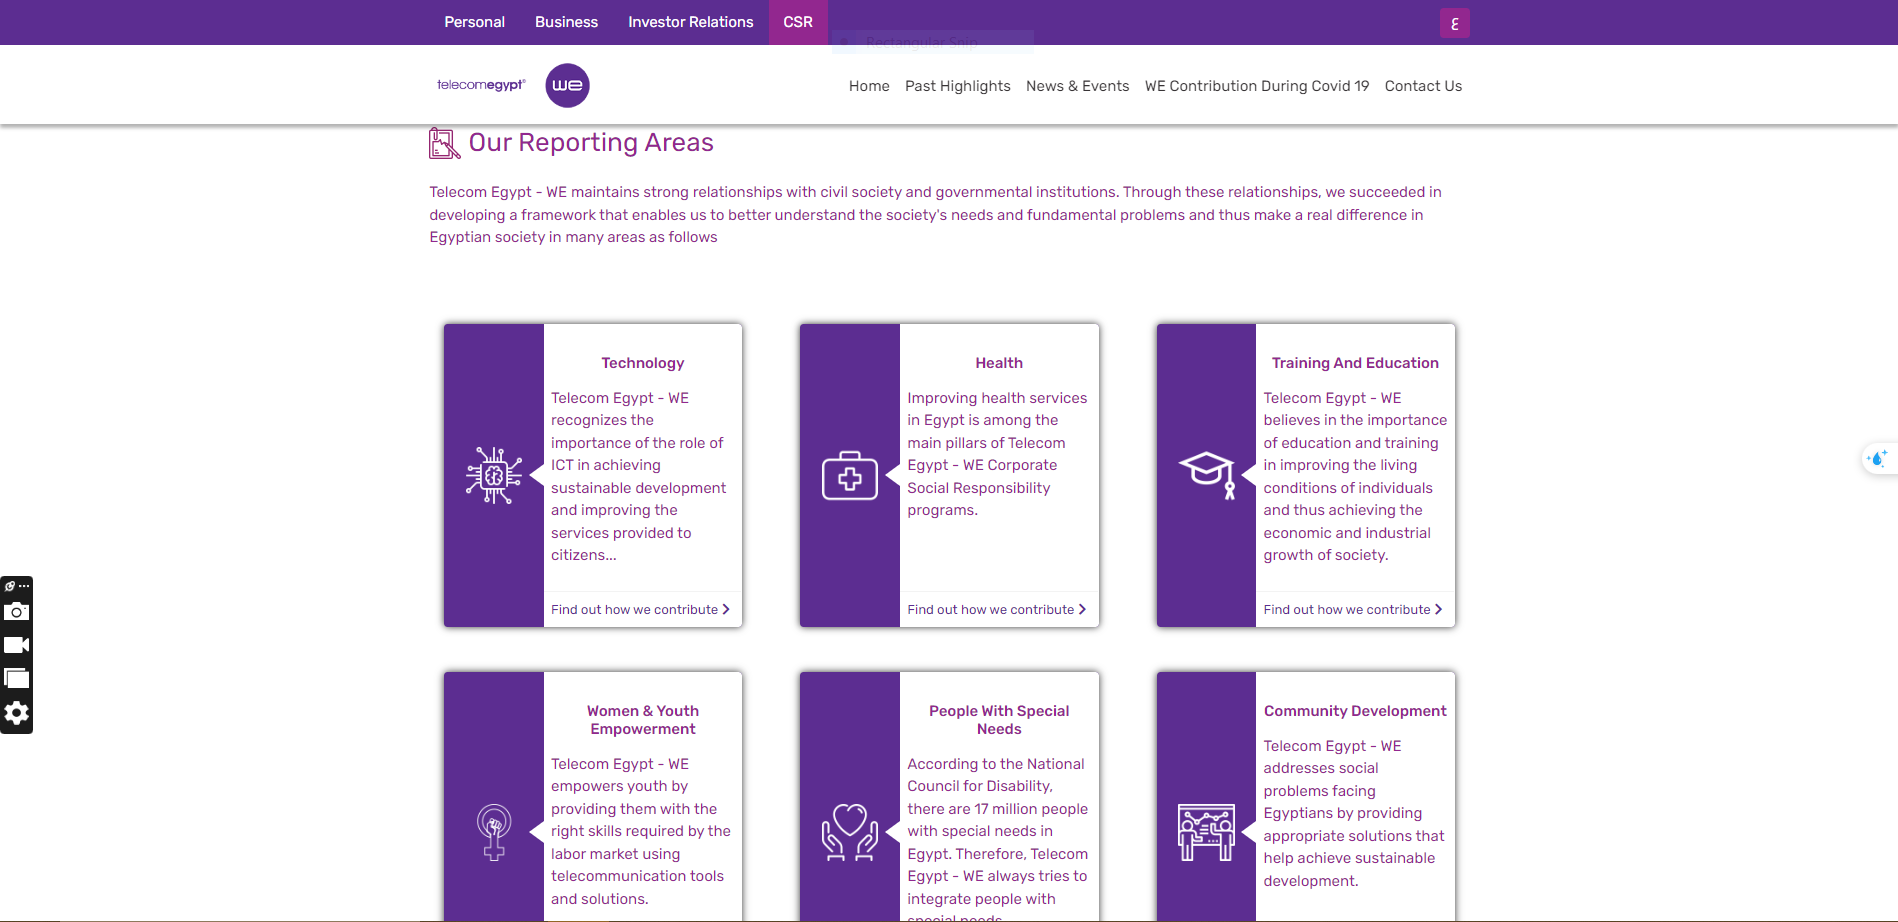 Personal Business Investor Relations CSR ع
Rectangular Snip
telecomegypt we Home Past Highlights News & Events WE Contribution During Covid 19 Contact Us
Our Reporting Areas
Telecom Egypt - WE maintains strong relationships with civil society and governmental institutions. Through these relationships, we succeeded in
developing a framework that enables us to better understand the society's needs and fundamental problems and thus make a real difference in
Egyptian society in many areas as follows
Technology
Telecom Egypt - WE
recognizes the
importance of the role of
ICT in achieving
sustainable development
and improving the
services provided to
citizens...
Find out how we contribute
Health
Improving health services
in Egypt is among the
main pillars of Telecom
Egypt - WE Corporate
Social Responsibility
programs.
Find out how we contribute
Training And Education
Telecom Egypt - WE
believes in the importance
of education and training
in improving the living
conditions of individuals
and thus achieving the
economic and industrial
growth of society.
Find out how we contribute
Women & Youth
Empowerment
Telecom Egypt - WE
empowers youth by
providing them with the
right skills required by the
labor market using
telecommunication tools
and solutions.
People With Special
Needs
According to the National
Council for Disability,
there are 17 million people
with special needs in
Egypt. Therefore, Telecom
Egypt - WE always tries to
integrate people with
special needs
Community Development
Telecom Egypt - WE
addresses social
problems facing
Egyptians by providing
appropriate solutions that
help achieve sustainable
development.